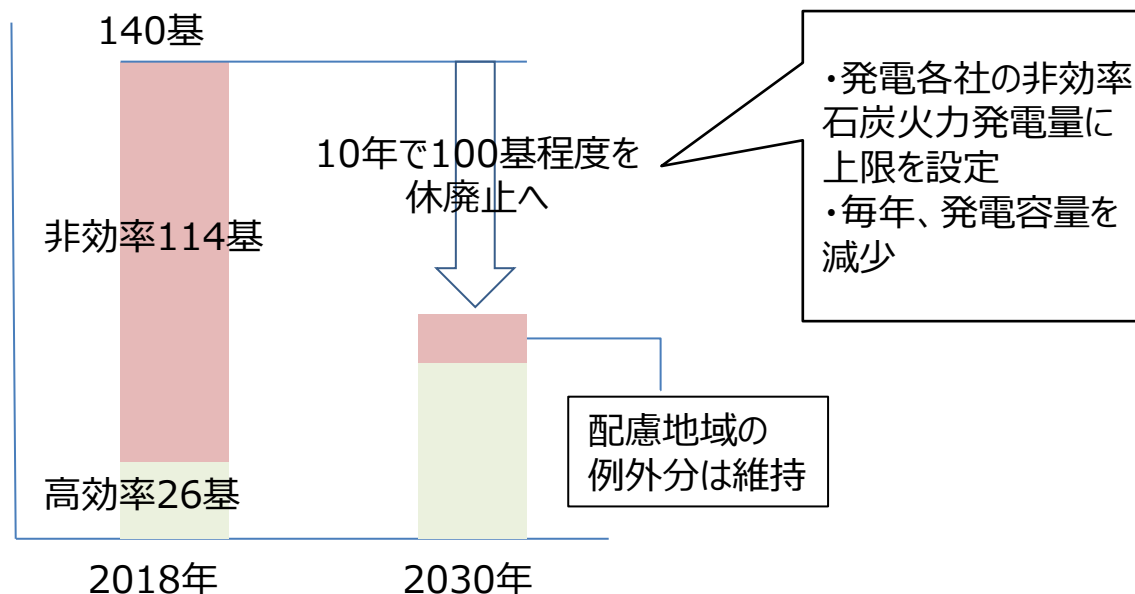 140基
・発電各社の非効率
石炭火力発電量に
上限を設定
・毎年、発電容量を
減少
10年で100基程度を
休廃止へ
非効率114基
配慮地域の
例外分は維持
高効率26基
2018年
2030年